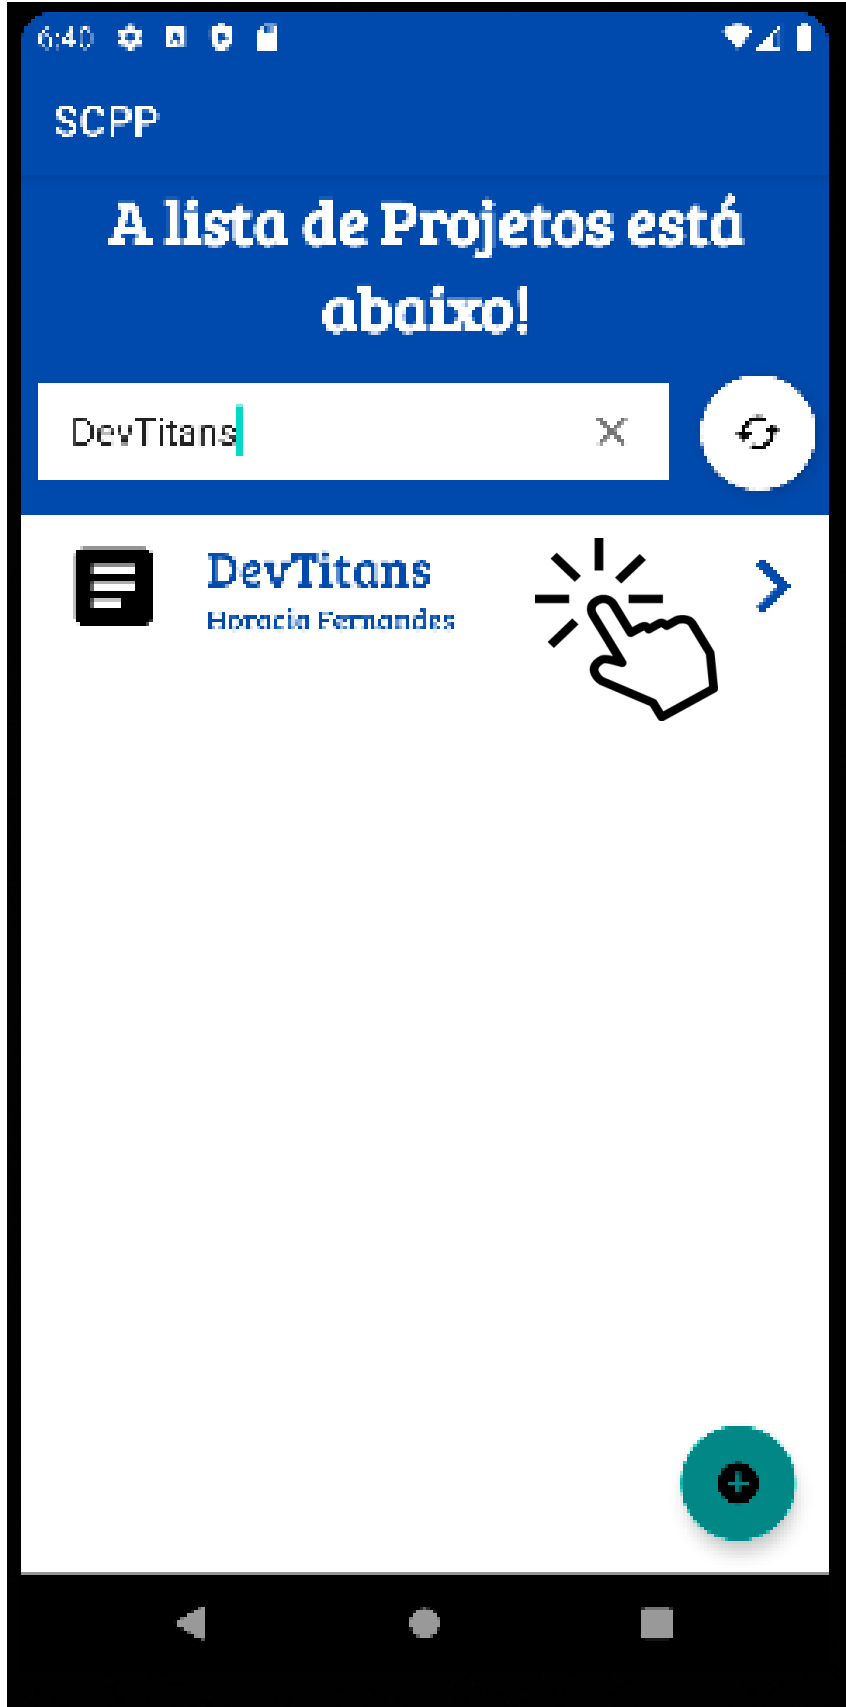 6:40
SCPP
A lista de Projetos está
abaixo!
DevTitans
DevTitans
Horacio Fernandes